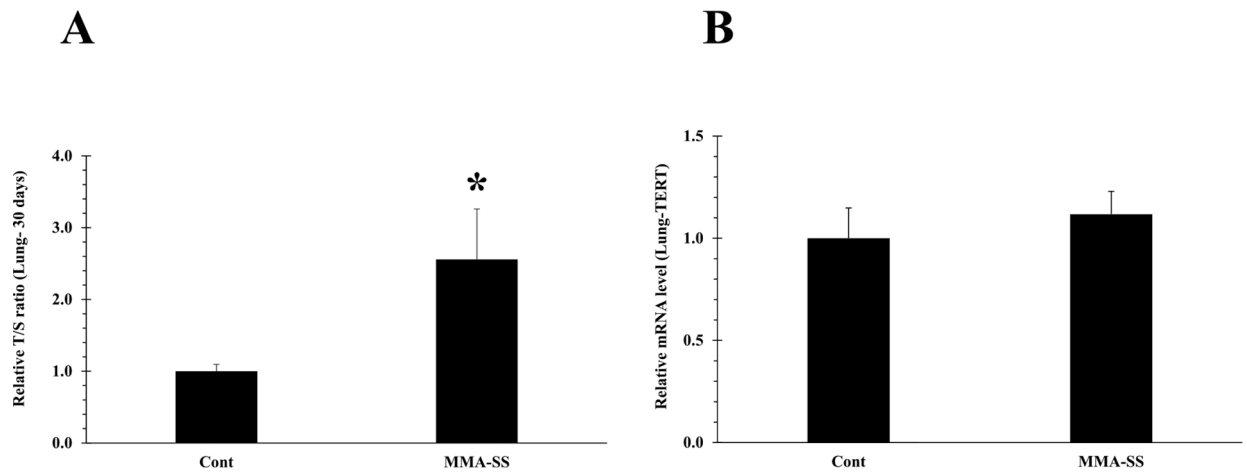 A
Relative T/S ratio (Lung- 30 days)
4.0
3.0
2.0
1.0
0.0
*
Cont
MMA-SS
B
Relative mRNA level (Lung-TERT)
1.5
1.0
0.5
0.0
Cont
MMA-SS